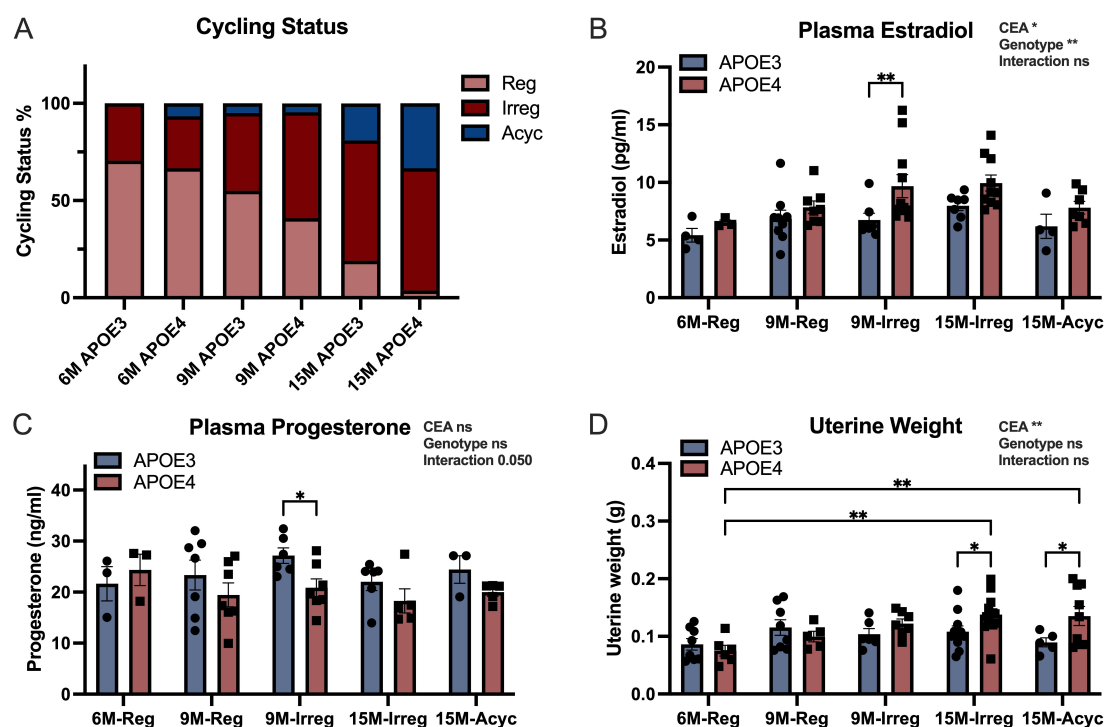 A
Cycling Status
Cycling Status %
100
50
0
Reg
Irreg
Acyc
6M APOE3
6M APOE4
9M APOE3
9M APOE4
15M APOE3
15M APOE4
B
Plasma Estradiol
CEA *
Genotype **
Interaction ns
APOE3
APOE4
**
Estradiol (pg/ml)
20
15
10
5
0
6M-Reg
9M-Reg
9M-Irreg
15M-Irreg
15M-Acyc
C
Plasma Progesterone
CEA ns
Genotype ns
Interaction 0.050
APOE3
APOE4
*
Progesterone (ng/ml)
40
30
20
10
0
6M-Reg
9M-Reg
9M-Irreg
15M-Irreg
15M-Acyc
D
Uterine Weight
CEA **
Genotype ns
Interaction ns
APOE3
APOE4
**
**
*
*
Uterine weight (g)
0.4
0.3
0.2
0.1
0.0
6M-Reg
9M-Reg
9M-Irreg
15M-Irreg
15M-Acyc